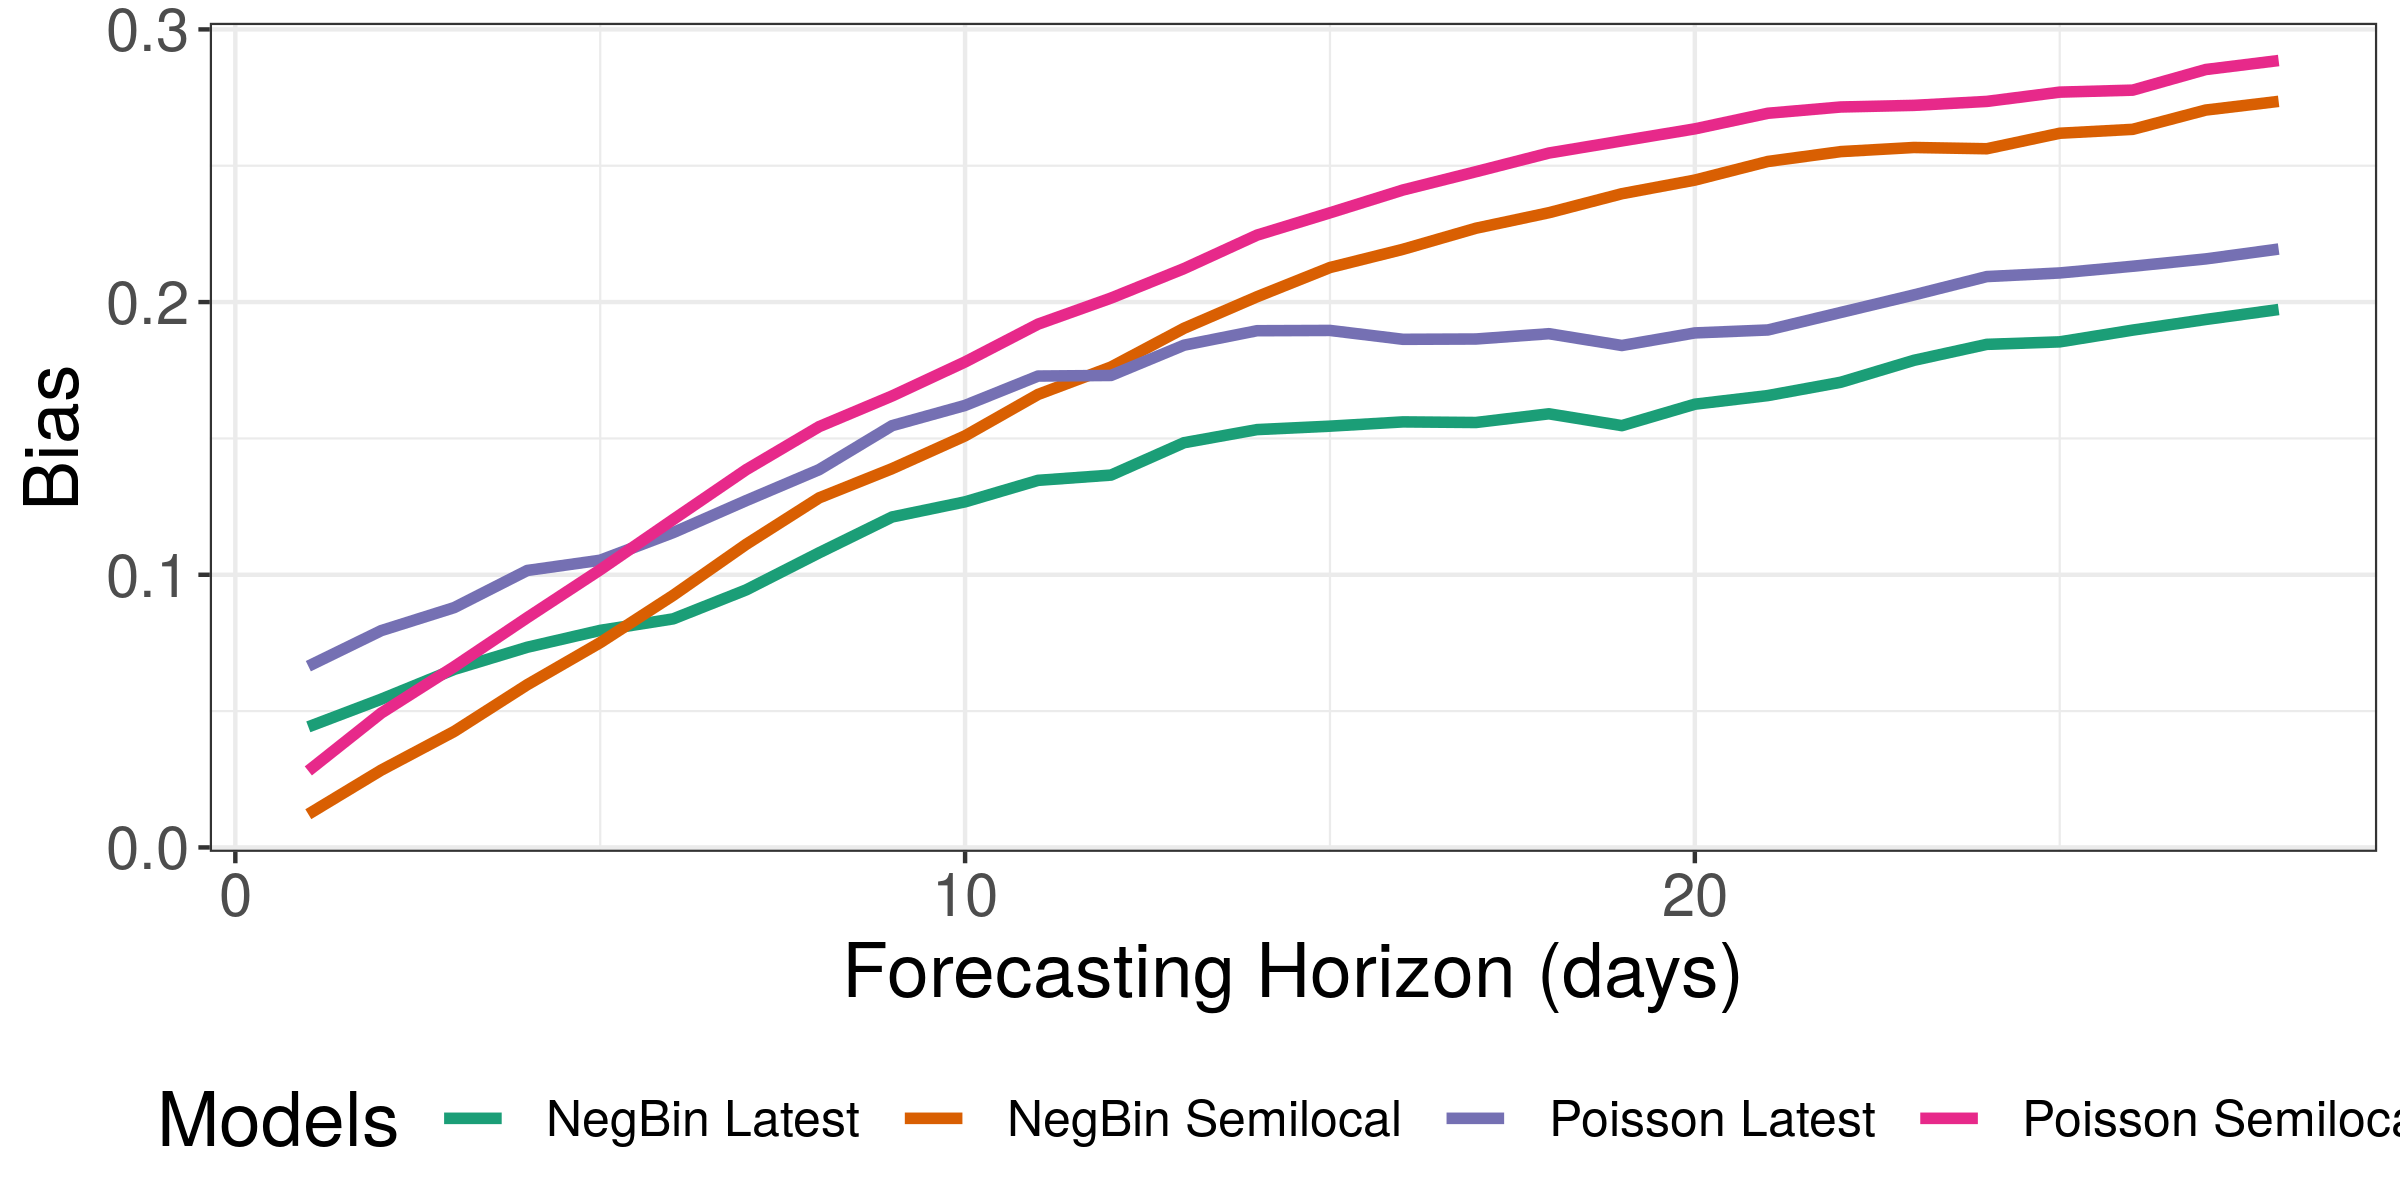 0.3
0.2
0.1
0.0
Bias
0 10 20
Forecasting Horizon (days)
Models NegBin Latest NegBin Semilocal Poisson Latest Poisson